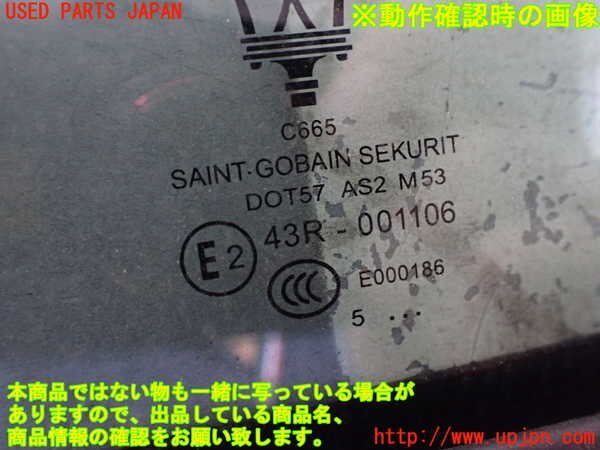 USED PARTS JAPAN
※動作確認時の画像
C665
SAINT-GOBAIN SEKURIT
DOT57 AS2 M53
E2
43R - 001106
CCC
E000186
5 ...
本商品ではない物も一緒に写っている場合が
ありますので、出品している商品名、
商品情報の確認をお願い致します。
http://www.upjpn.com/